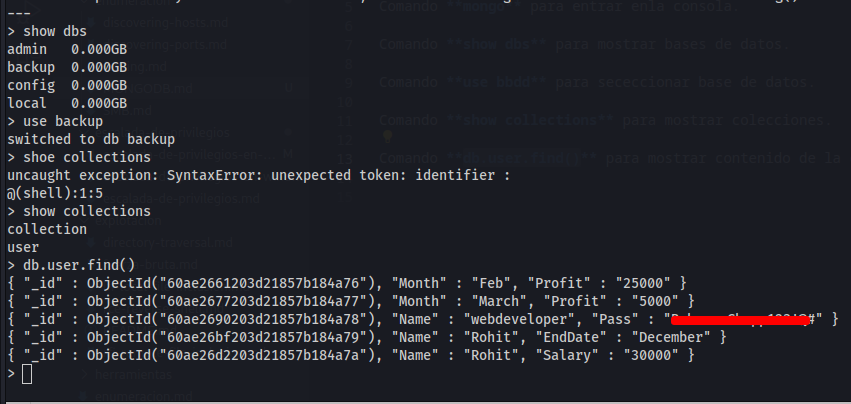 ---
> show dbs
admin   0.000GB
backup  0.000GB
config  0.000GB
local   0.000GB
> use backup
switched to db backup
> shoe collections
uncaught exception: SyntaxError: unexpected token: identifier :
@(shell):1:5
> show collections
collection
user
> db.user.find()
{ "_id" : ObjectId("60ae2661203d21857b184a76"), "Month" : "Feb", "Profit" : "25000" }
{ "_id" : ObjectId("60ae2677203d21857b184a77"), "Month" : "March", "Profit" : "5000" }
{ "_id" : ObjectId("60ae2690203d21857b184a78"), "Name" : "webdeveloper", "Pass" : " " }
{ "_id" : ObjectId("60ae26bf203d21857b184a79"), "Name" : "Rohit", "EndDate" : "December" }
{ "_id" : ObjectId("60ae26d2203d21857b184a7a"), "Name" : "Rohit", "Salary" : "30000" }
>
Comando **mongo** para entrar enla consola
Comando **show dbs** para mostrar bases de datos
Comando **use bbdd** para sececcionar base de datos.
Comando **show collections** para mostrar colecciones.
Comando **db.user.find()** para mostrar contenido de la